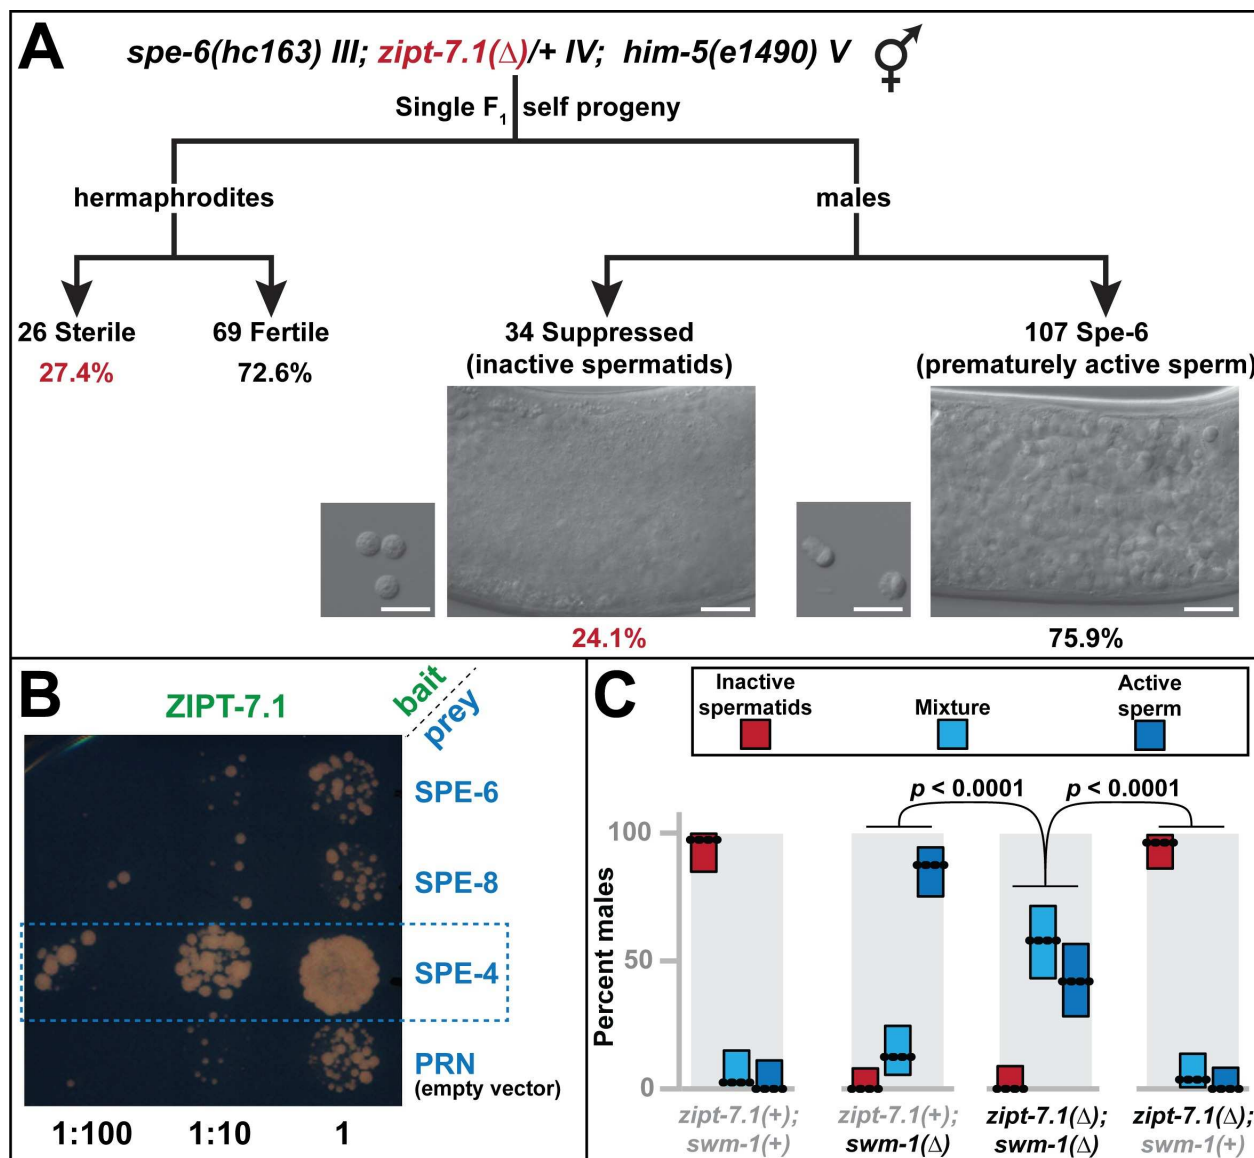 A
spe-6(hc163) III; zipt-7.1(Δ)/+ IV; him-5(e1490) V
Single F1 self progeny
hermaphrodites
males
26 Sterile
27.4%
69 Fertile
72.6%
34 Suppressed
(inactive spermatids)
24.1%
107 Spe-6
(prematurely active sperm)
75.9%
B
ZIPT-7.1
bait
prey
SPE-6
SPE-8
SPE-4
PRN
(empty vector)
1:100 1:10 1
C
Inactive
spermatids
Mixture
Active
sperm
p < 0.0001 p < 0.0001
Percent males
100
50
0
zipt-7.1(+);
swm-1(+)
zipt-7.1(+);
swm-1(Δ)
zipt-7.1(Δ);
swm-1(Δ)
zipt-7.1(Δ);
swm-1(+)